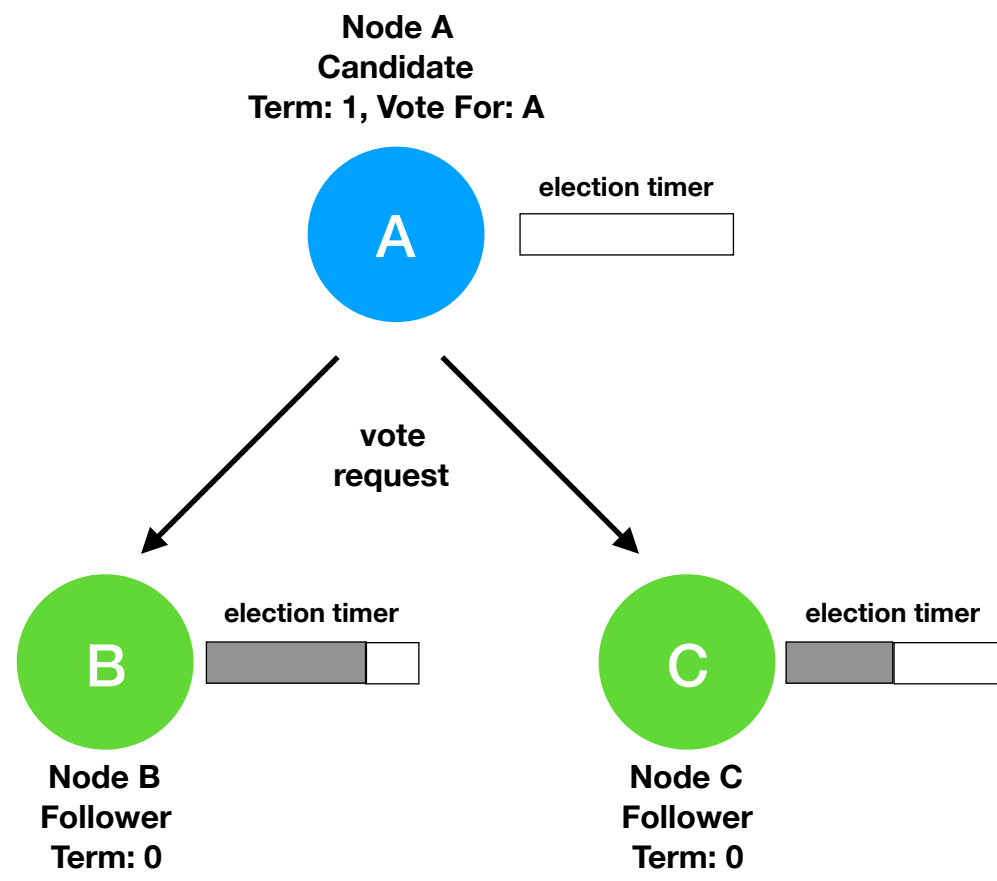 Node A
Candidate
Term: 1, Vote For: A
election timer
A
vote
request
election timer
election timer
B
C
Node B
Follower
Term: 0
Node C
Follower
Term: 0